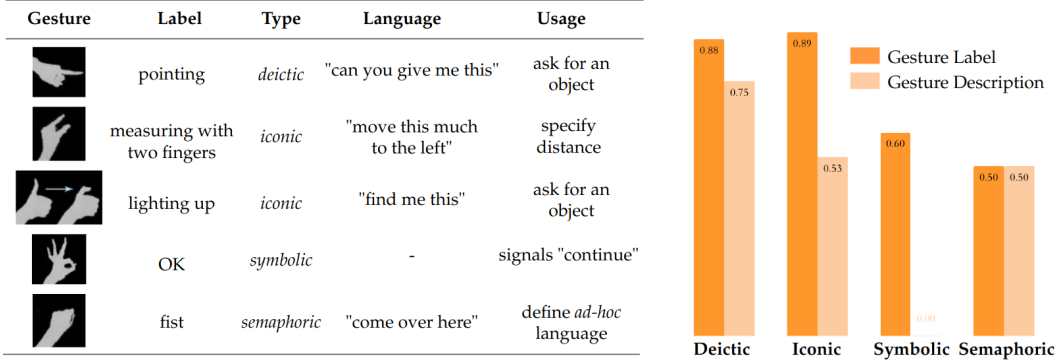 Gesture Label Type Language Usage
pointing deictic "can you give me this" ask for an
object
measuring with
two fingers iconic "move this much
to the left" specify
distance
lighting up iconic "find me this" ask for an
object
OK symbolic - signals "continue"
fist semaphoric "come over here" define ad-hoc
language
Gesture Label
Gesture Description
0.88
0.75
0.89
0.53
0.60
0.00
0.50
0.50
Deictic Iconic Symbolic Semaphoric